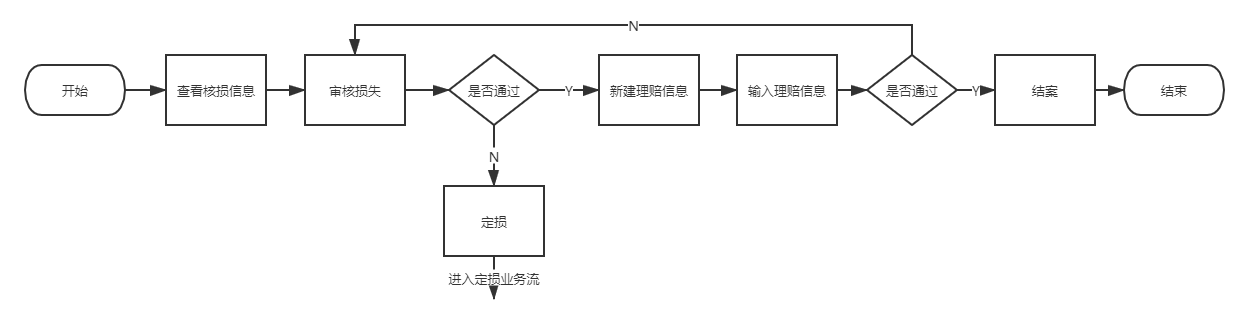 N
开始
查看核损信息
审核损失
是否通过
Y
新建理赔信息
输入理赔信息
是否通过
Y
结案
结束
N
定损
进入定损业务流